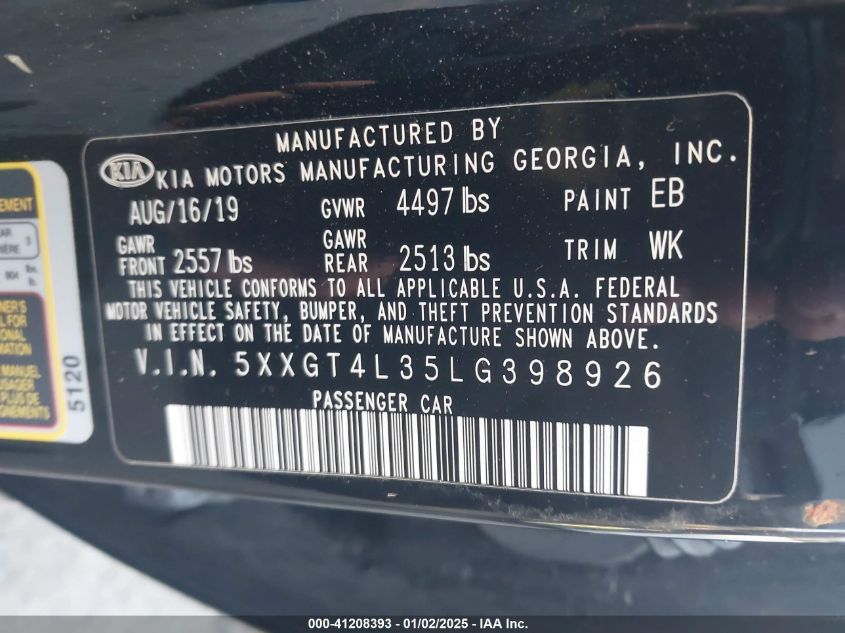 MANUFACTURED BY
KIA KIA MOTORS MANUFACTURING GEORGIA, INC.
AUG/16/19 GVWR 4497 lbs PAINT EB
GAWR FRONT 2557 lbs GAWR REAR 2513 lbs TRIM WK
THIS VEHICLE CONFORMS TO ALL APPLICABLE U.S.A. FEDERAL
MOTOR VEHICLE SAFETY, BUMPER, AND THEFT PREVENTION STANDARDS
IN EFFECT ON THE DATE OF MANUFACTURE SHOWN ABOVE.
V.I.N. 5XXGT4L35LG398926
PASSENGER CAR
5120
000-41208393 - 01/02/2025 - IAA Inc.